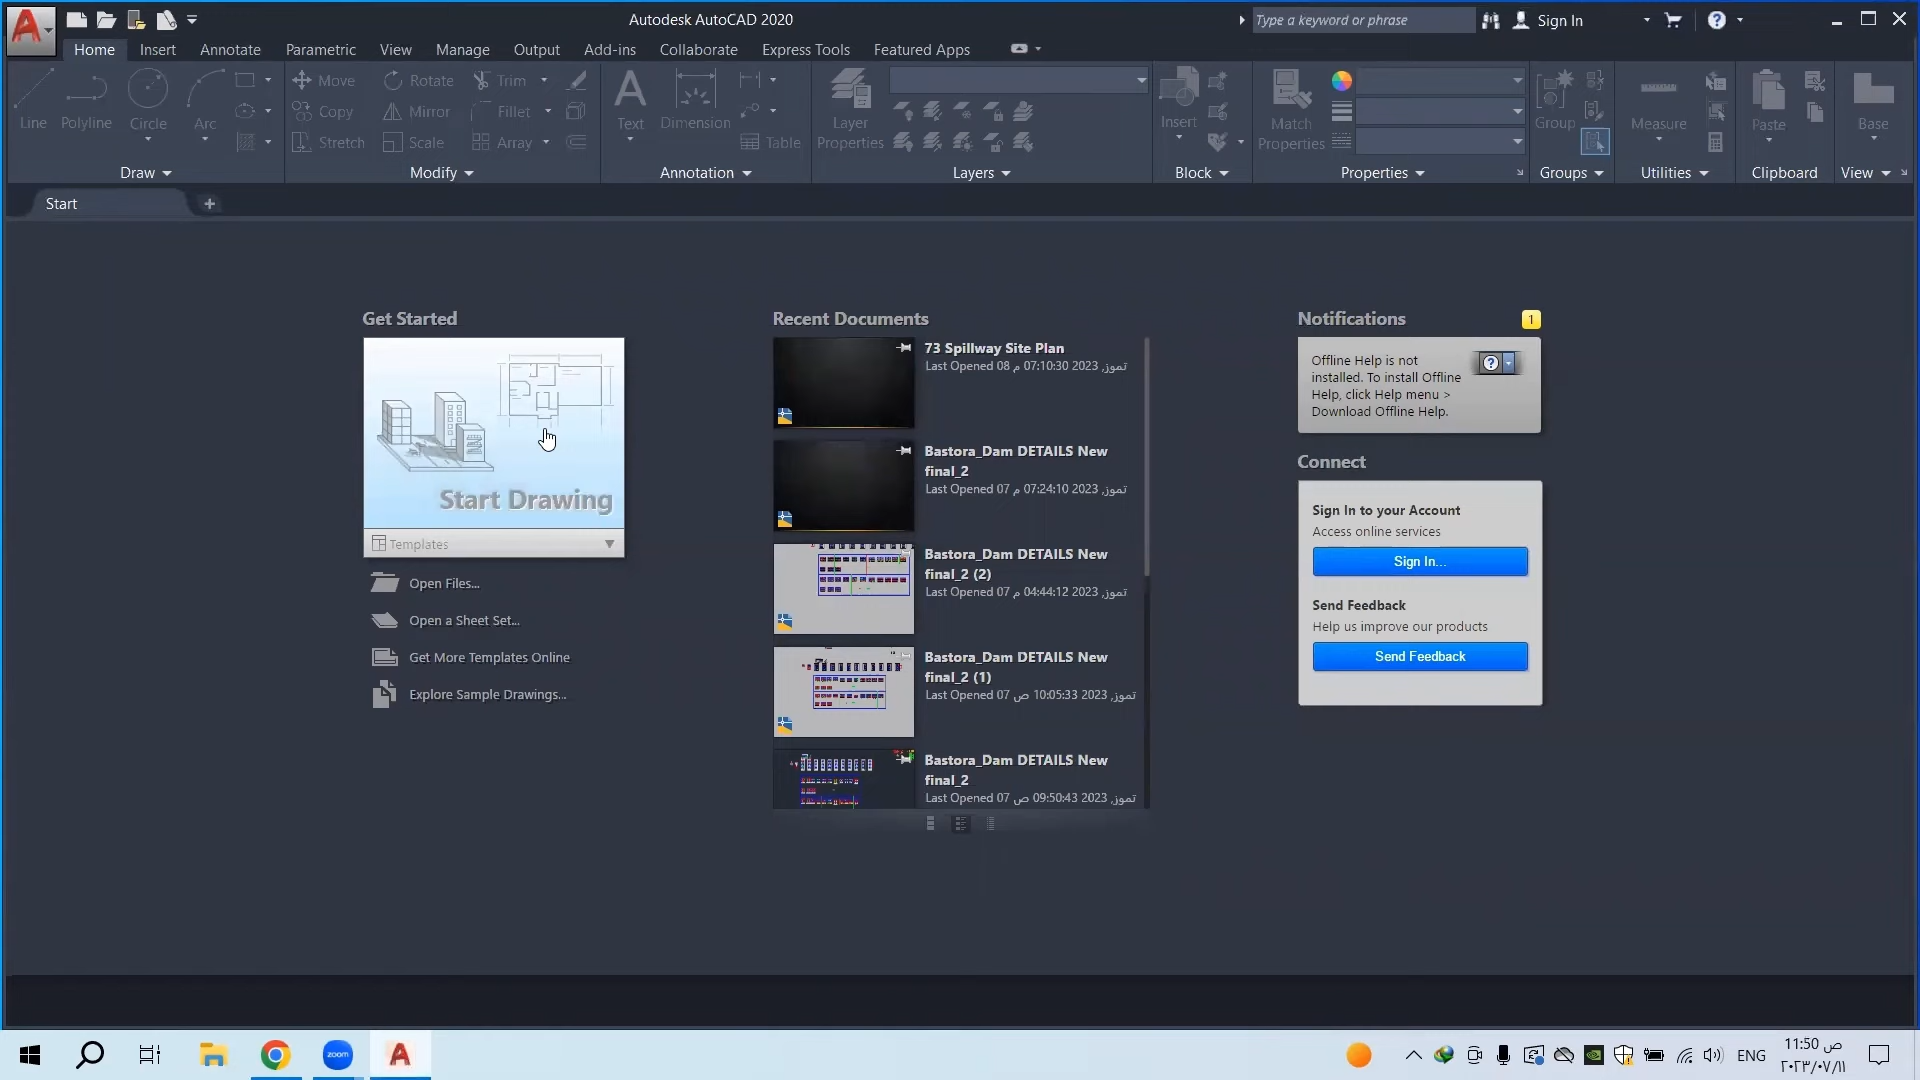 Autodesk AutoCAD 2020
Type a keyword or phrase
Sign In
Home Insert Annotate Parametric View Manage Output Add-ins Collaborate Express Tools Featured Apps
Line Polyline Circle Arc
Move Rotate Trim
Copy Mirror Fillet
Stretch Scale Array
Text Dimension
Table
Layer
Properties
Insert
Match
Properties
Group
Measure
Paste
Base
Draw Modify Annotation Layers Block Properties Groups Utilities Clipboard View
Start
Get Started
Start Drawing
Templates
Open Files...
Open a Sheet Set...
Get More Templates Online
Explore Sample Drawings...
Recent Documents
73 Spillway Site Plan
Last Opened 08 تموز, 2023 07:10:30 م
Bastora_Dam DETAILS New
final_2
Last Opened 07 تموز, 2023 07:24:10 م
Bastora_Dam DETAILS New
final_2 (2)
Last Opened 07 تموز, 2023 04:44:12 م
Bastora_Dam DETAILS New
final_2 (1)
Last Opened 07 تموز, 2023 10:05:33 ص
Bastora_Dam DETAILS New
final_2
Last Opened 07 تموز, 2023 09:50:43 ص
Notifications 1
Offline Help is not
installed. To install Offline
Help, click Help menu >
Download Offline Help.
Connect
Sign In to your Account
Access online services
Sign In...
Send Feedback
Help us improve our products
Send Feedback
zoom
ENG
11:50 ص
٢٠٢٣/٠٧/١١